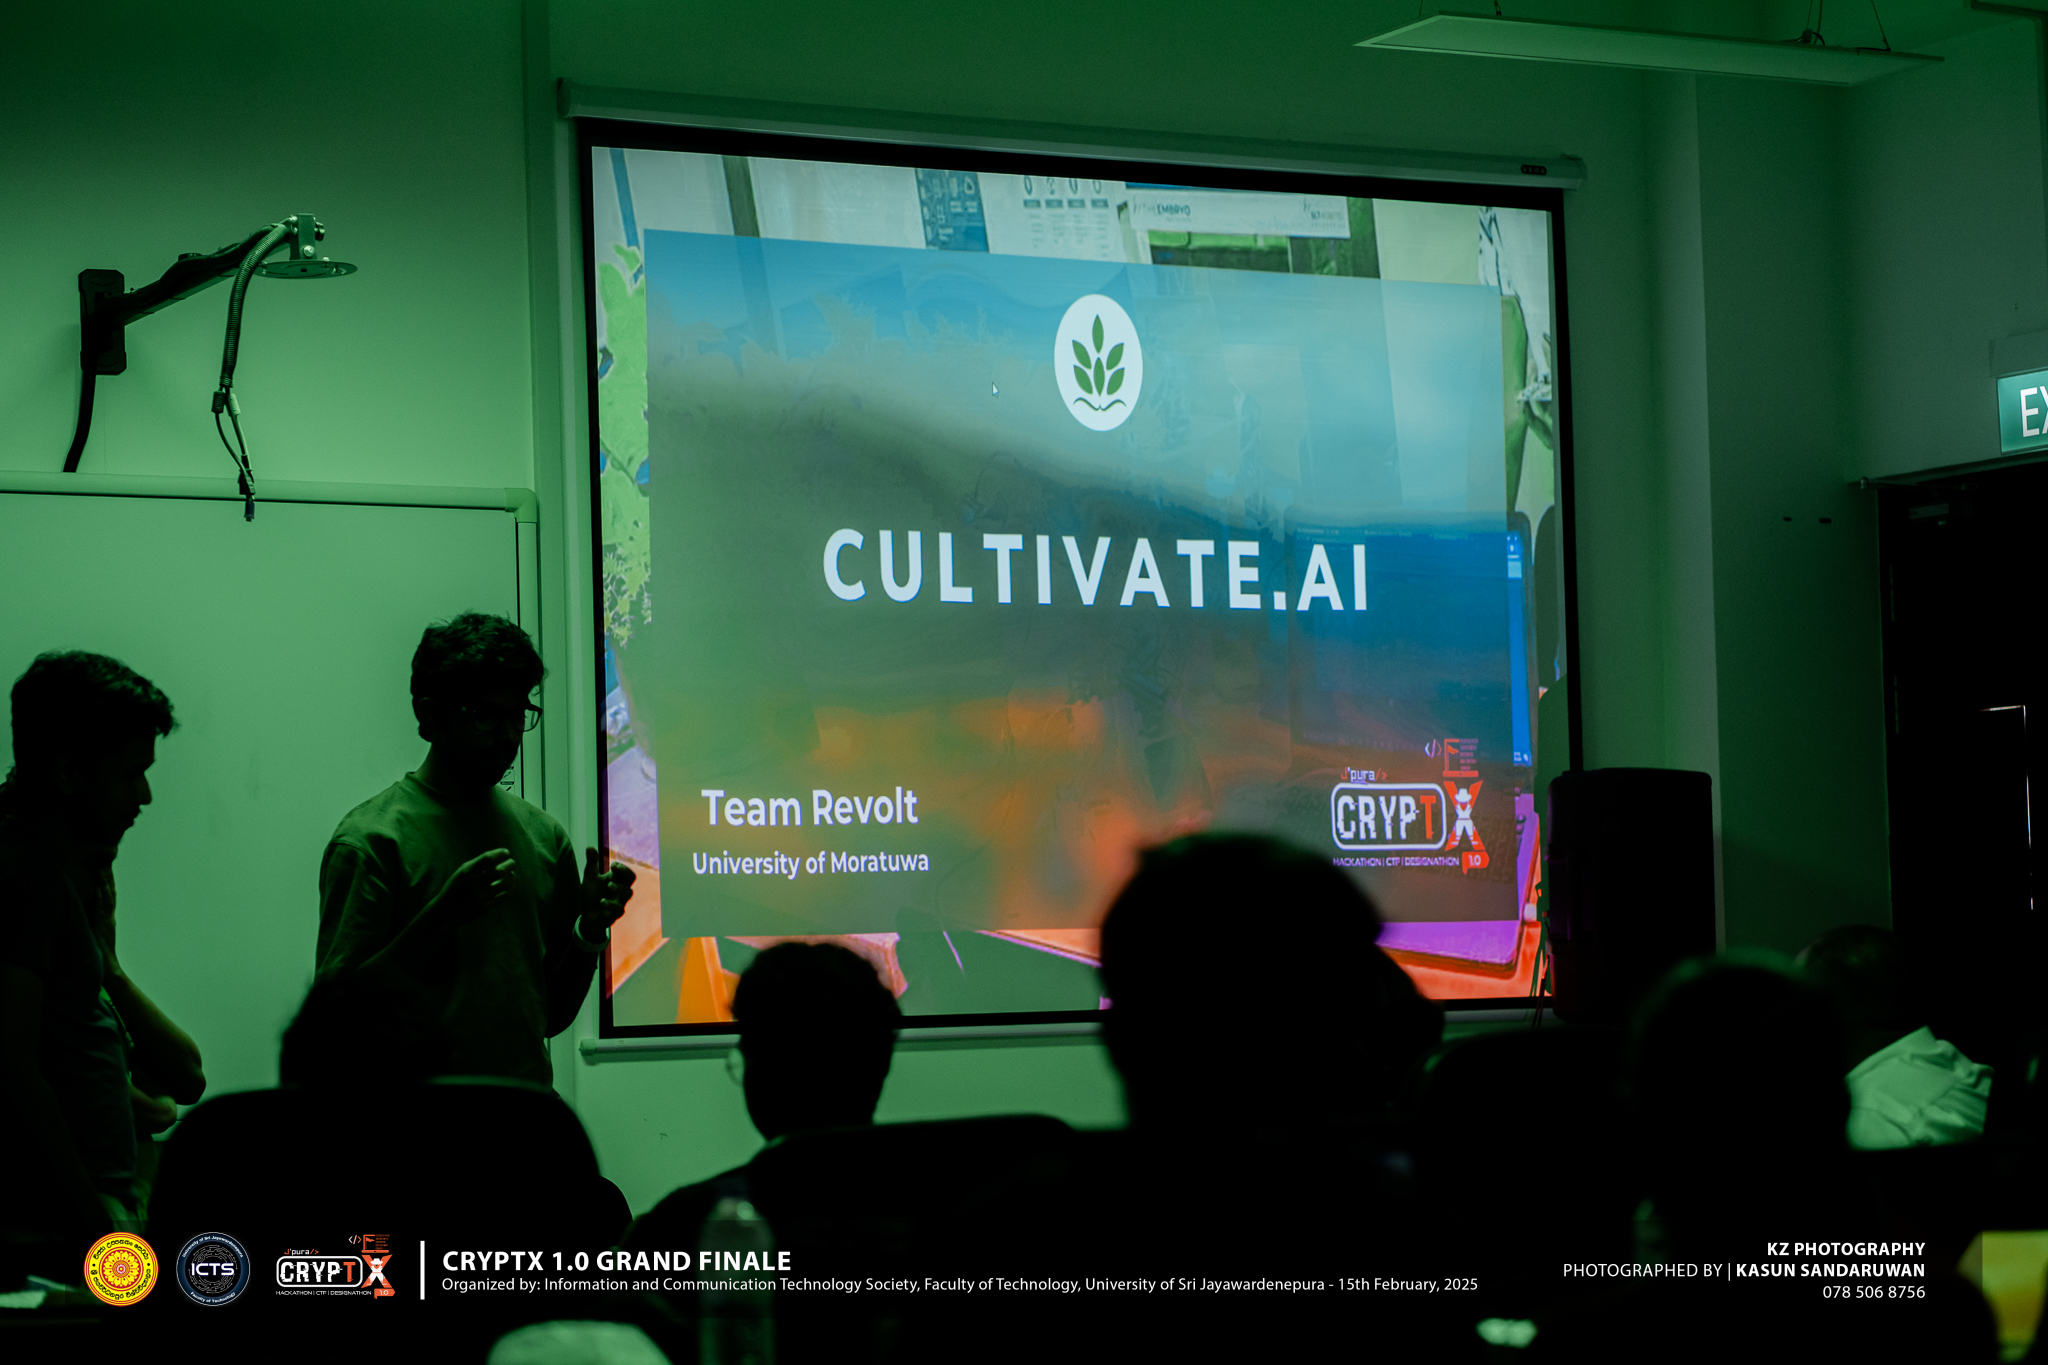 THE EMBRYO
EX
CULTIVATE.AI
Team Revolt
University of Moratuwa
J'pura/>
CRYPTX
HACKATHON | CTF | DESIGNATHON 1.0
ICTS
J'pura/>
CRYPTX
HACKATHON | CTF | DESIGNATHON 1.0
CRYPTX 1.0 GRAND FINALE
Organized by: Information and Communication Technology Society, Faculty of Technology, University of Sri Jayawardenepura - 15th February, 2025
KZ PHOTOGRAPHY
PHOTOGRAPHED BY | KASUN SANDARUWAN
078 506 8756